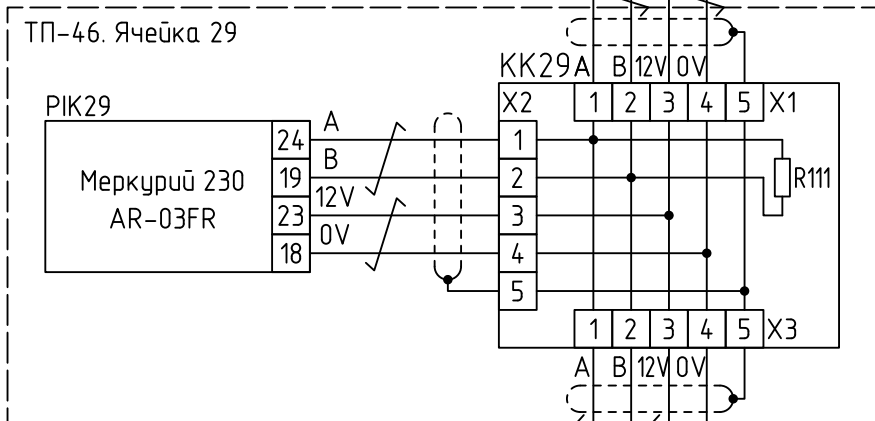 ТП-46. Ячейка 29
КК29 A B 12V 0V
X2 1 2 3 4 5 X1
PIK29
24 A 1
Меркурий 230 19 B 2 R111
AR-03FR 23 12V 3
18 0V 4
5
1 2 3 4 5 X3
A B 12V 0V